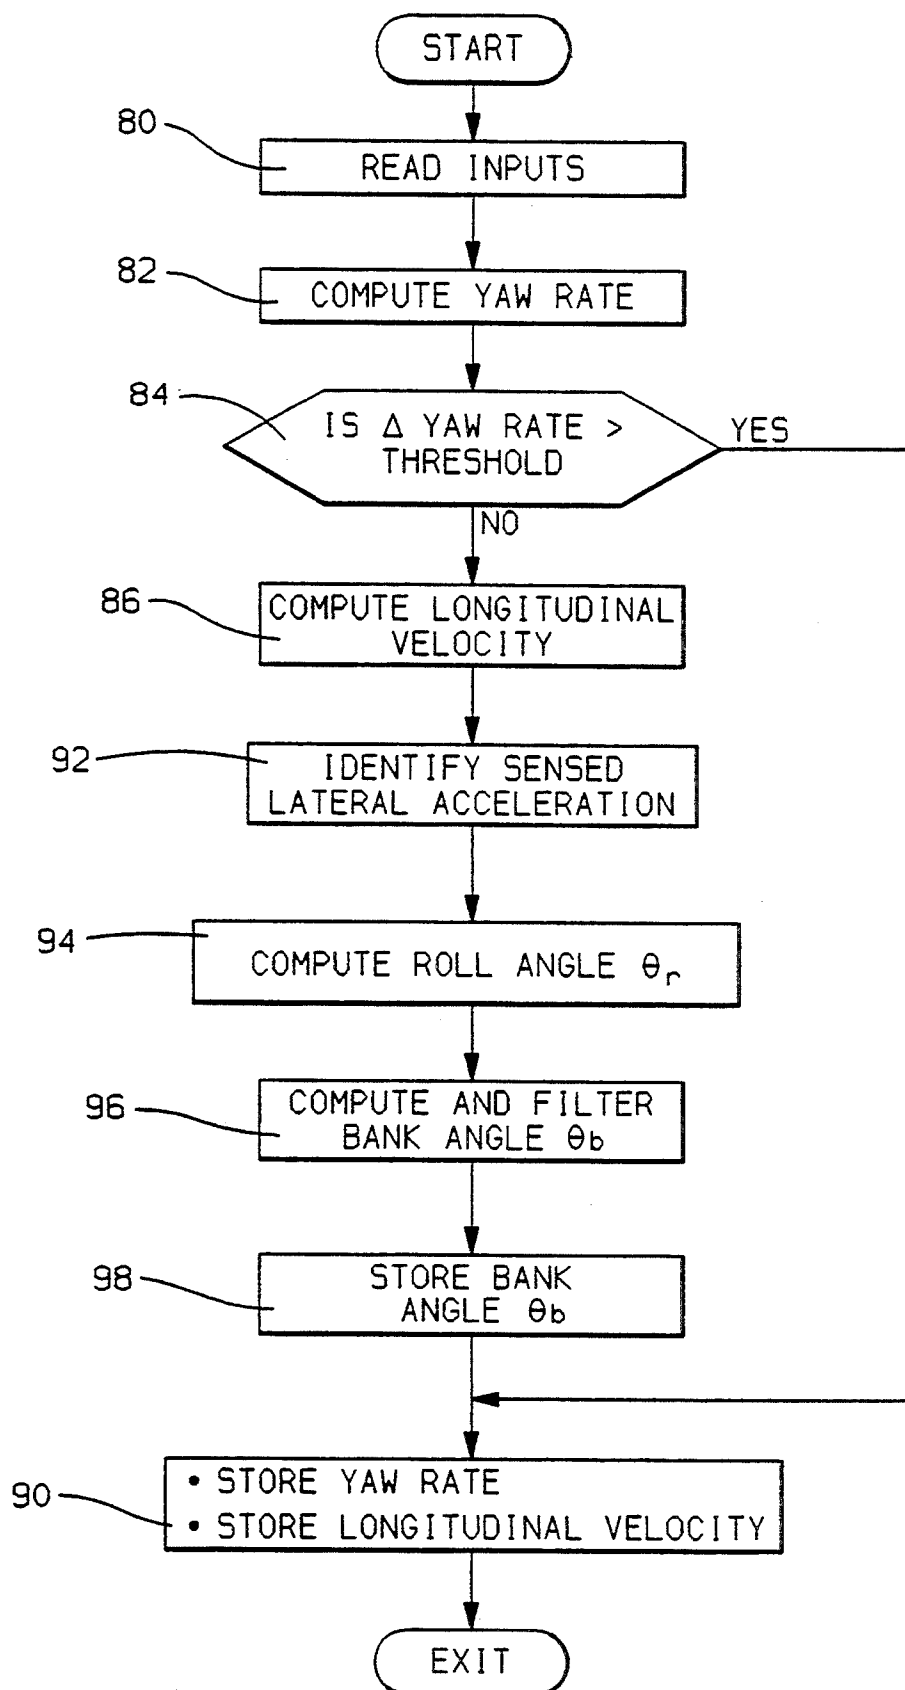 START
80
READ INPUTS
82
COMPUTE YAW RATE
84
IS Δ YAW RATE >
THRESHOLD
YES
NO
86
COMPUTE LONGITUDINAL
VELOCITY
92
IDENTIFY SENSED
LATERAL ACCELERATION
94
COMPUTE ROLL ANGLE θr
96
COMPUTE AND FILTER
BANK ANGLE θb
98
STORE BANK
ANGLE θb
90
• STORE YAW RATE
• STORE LONGITUDINAL VELOCITY
EXIT